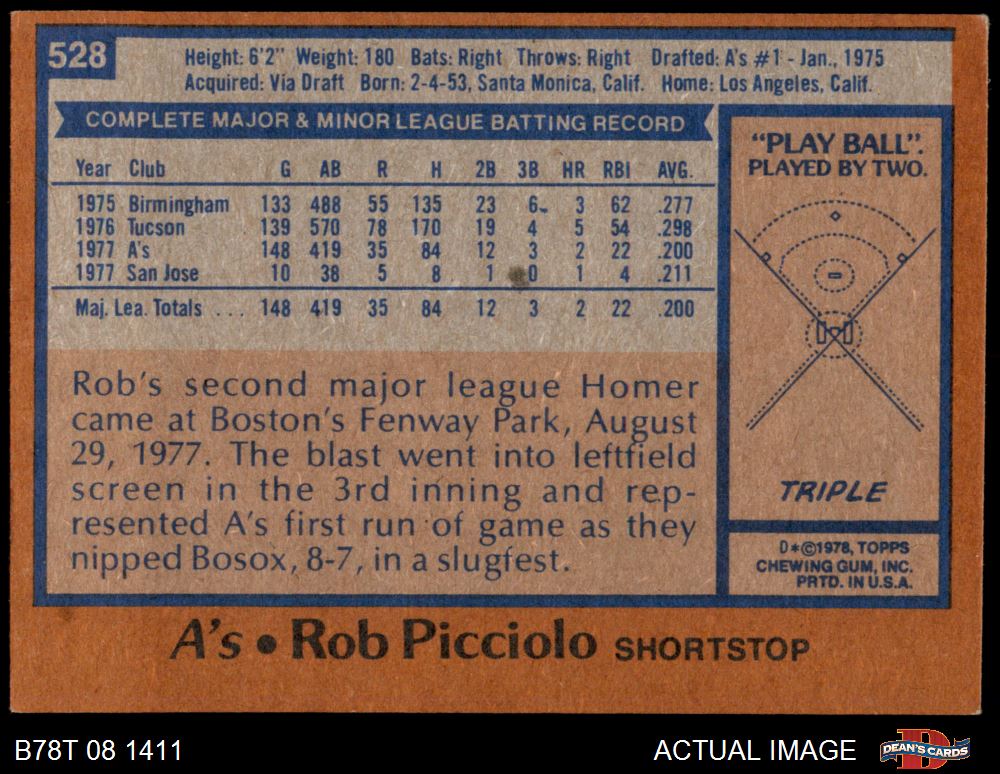 528
Height: 6'2" Weight: 180 Bats: Right Throws: Right Drafted: A's #1 - Jan., 1975
Acquired: Via Draft Born: 2-4-53, Santa Monica, Calif. Home: Los Angeles, Calif.
COMPLETE MAJOR & MINOR LEAGUE BATTING RECORD
Year Club G AB R H 2B 3B HR RBI AVG.
1975 Birmingham 133 488 55 135 23 6 3 62 .277
1976 Tucson 139 570 78 170 19 4 5 54 .298
1977 A's 148 419 35 84 12 3 2 22 .200
1977 San Jose 10 38 5 8 1 0 1 4 .211
Maj. Lea. Totals ... 148 419 35 84 12 3 2 22 .200
Rob's second major league Homer
came at Boston's Fenway Park, August
29, 1977. The blast went into leftfield
screen in the 3rd inning and rep-
resented A's first run of game as they
nipped Bosox, 8-7, in a slugfest.
"PLAY BALL".
PLAYED BY TWO.
TRIPLE
D*©1978, TOPPS
CHEWING GUM, INC.
PRTD. IN U.S.A.
A's • Rob Picciolo SHORTSTOP
B78T 08 1411
ACTUAL IMAGE
DEAN'S CARDS